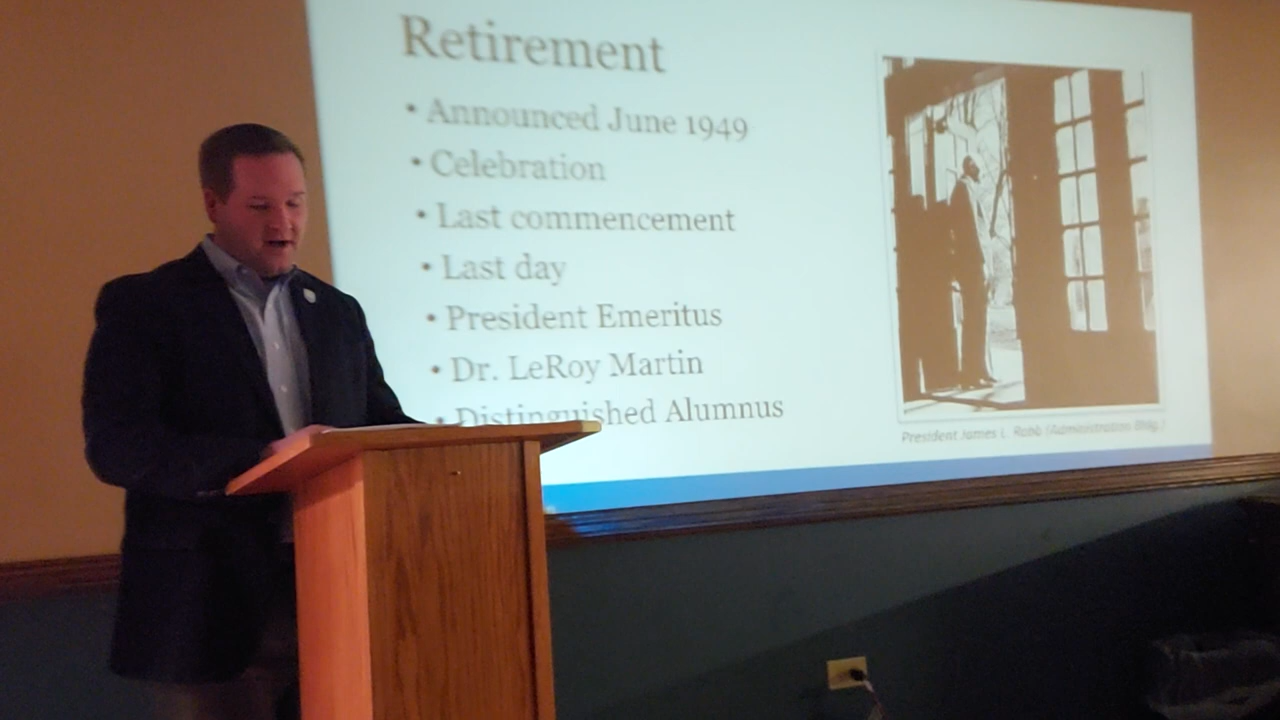 Retirement
• Announced June 1949
• Celebration
• Last commencement
• Last day
• President Emeritus
• Dr. LeRoy Martin
• Distinguished Alumnus
President James L. Robb (Administration Bldg.)